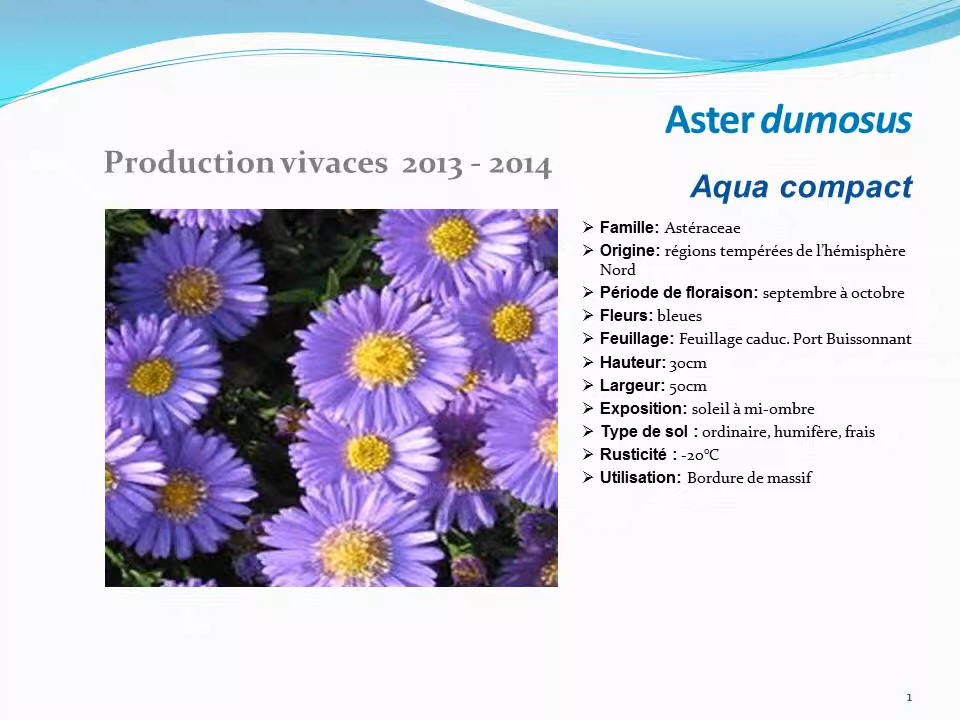 Aster dumosus
Production vivaces 2013 - 2014
Aqua compact
➢ Famille: Astéraceae
➢ Origine: régions tempérées de l'hémisphère
Nord
➢ Période de floraison: septembre à octobre
➢ Fleurs: bleues
➢ Feuillage: Feuillage caduc. Port Buissonnant
➢ Hauteur: 30cm
➢ Largeur: 50cm
➢ Exposition: soleil à mi-ombre
➢ Type de sol : ordinaire, humifère, frais
➢ Rusticité : -20°C
➢ Utilisation: Bordure de massif
1